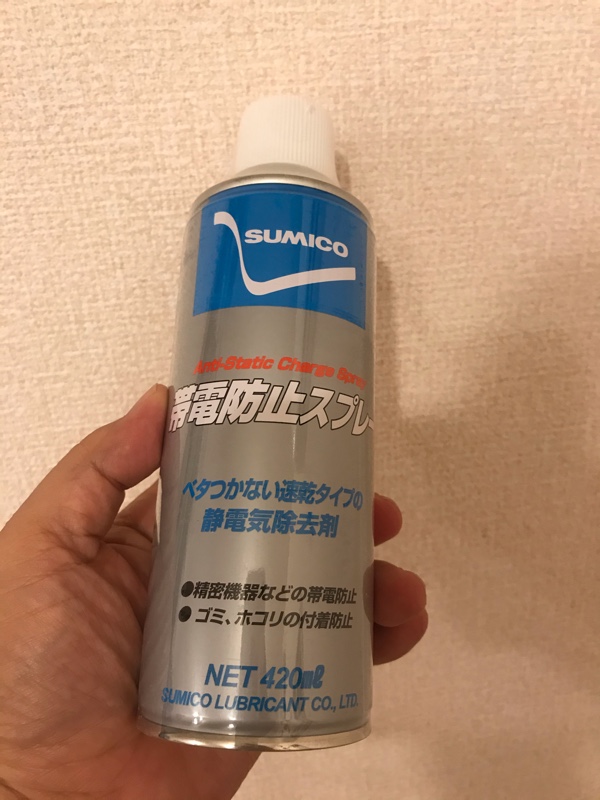 SUMICO
Anti-Static Charge Spray
帯電防止スプレー
ベタつかない速乾タイプの
静電気除去剤
●精密機器などの帯電防止
●ゴミ、ホコリの付着防止
NET 420mℓ
SUMICO LUBRICANT CO., LTD.